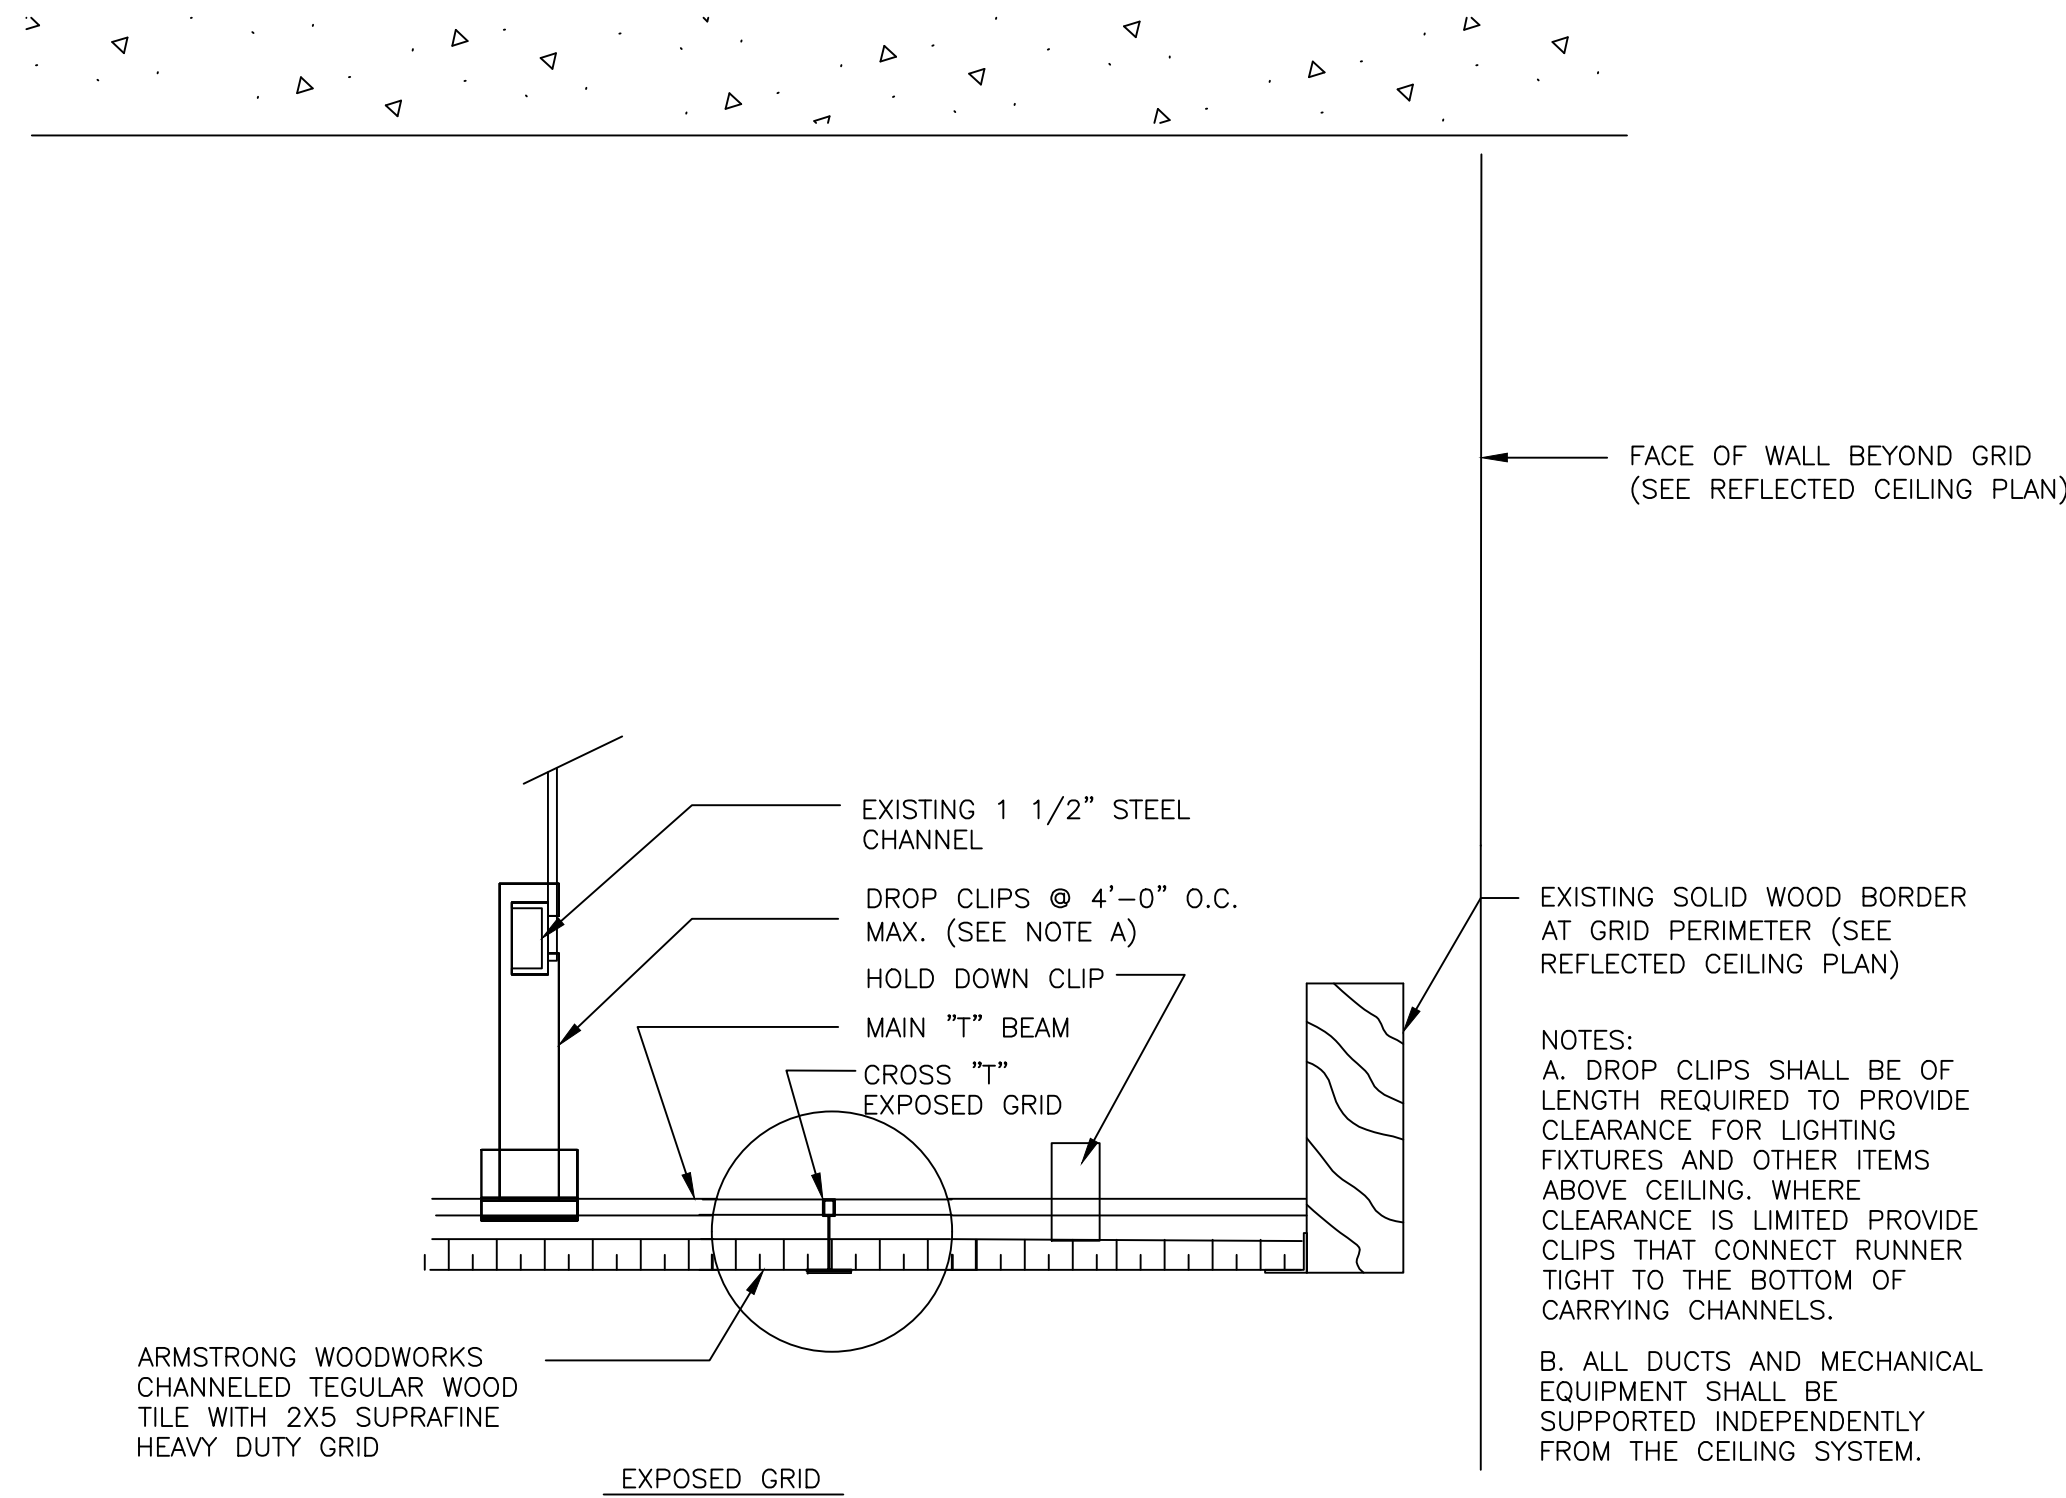 FACE OF WALL BEYOND GRID
(SEE REFLECTED CEILING PLAN)
EXISTING 1 1/2" STEEL
CHANNEL
DROP CLIPS @ 4'-0" O.C.
MAX. (SEE NOTE A)
HOLD DOWN CLIP
MAIN "T" BEAM
CROSS "T"
EXPOSED GRID
EXISTING SOLID WOOD BORDER
AT GRID PERIMETER (SEE
REFLECTED CEILING PLAN)
NOTES:
A. DROP CLIPS SHALL BE OF
LENGTH REQUIRED TO PROVIDE
CLEARANCE FOR LIGHTING
FIXTURES AND OTHER ITEMS
ABOVE CEILING. WHERE
CLEARANCE IS LIMITED PROVIDE
CLIPS THAT CONNECT RUNNER
TIGHT TO THE BOTTOM OF
CARRYING CHANNELS.
B. ALL DUCTS AND MECHANICAL
EQUIPMENT SHALL BE
SUPPORTED INDEPENDENTLY
FROM THE CEILING SYSTEM.
ARMSTRONG WOODWORKS
CHANNELED TEGULAR WOOD
TILE WITH 2X5 SUPRAFINE
HEAVY DUTY GRID
EXPOSED GRID